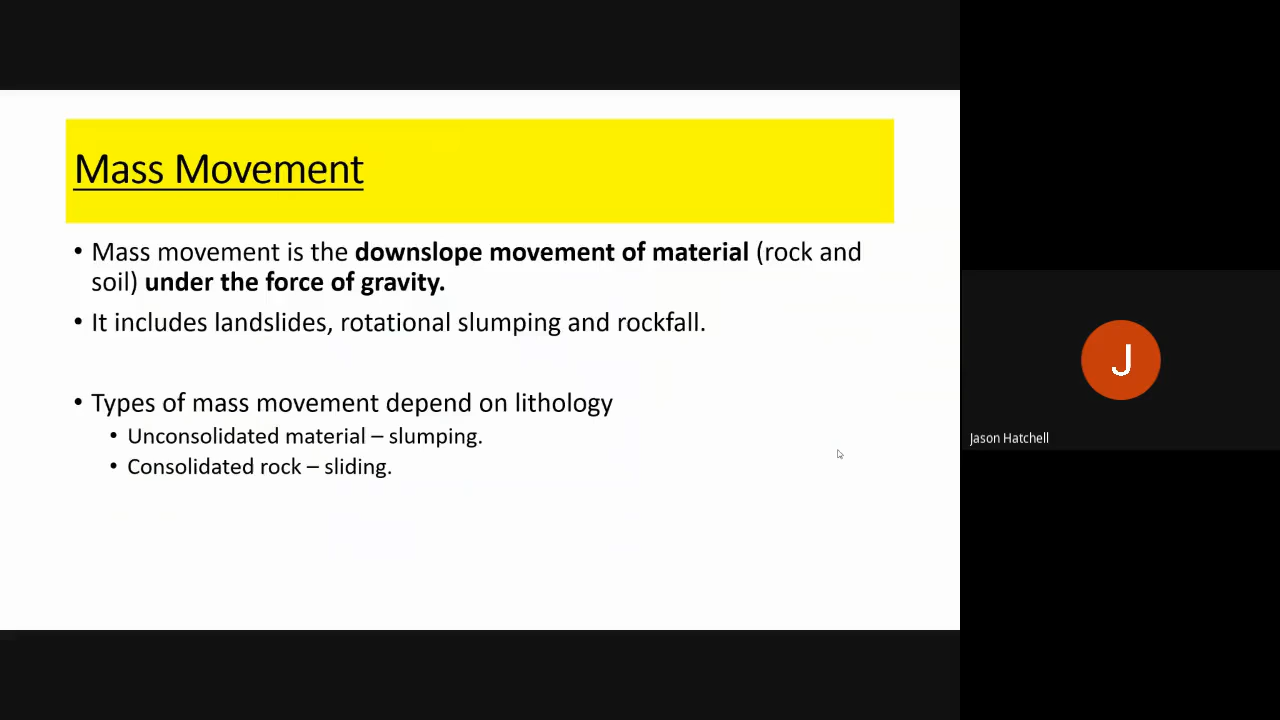 Mass Movement
• Mass movement is the downslope movement of material (rock and
soil) under the force of gravity.
• It includes landslides, rotational slumping and rockfall.
• Types of mass movement depend on lithology
• Unconsolidated material – slumping.
• Consolidated rock – sliding.
J
Jason Hatchell